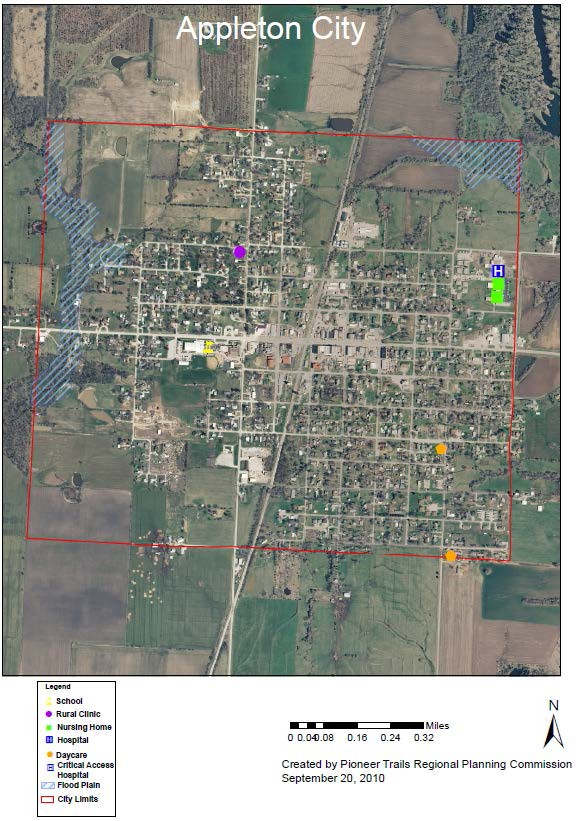 Appleton City
H
Legend
School
Rural Clinic
Nursing Home
H Hospital
Daycare
H Critical Access
Hospital
Flood Plain
City Limits
0 0.04 0.08 0.16 0.24 0.32 Miles
N
Created by Pioneer Trails Regional Planning Commission
September 20, 2010